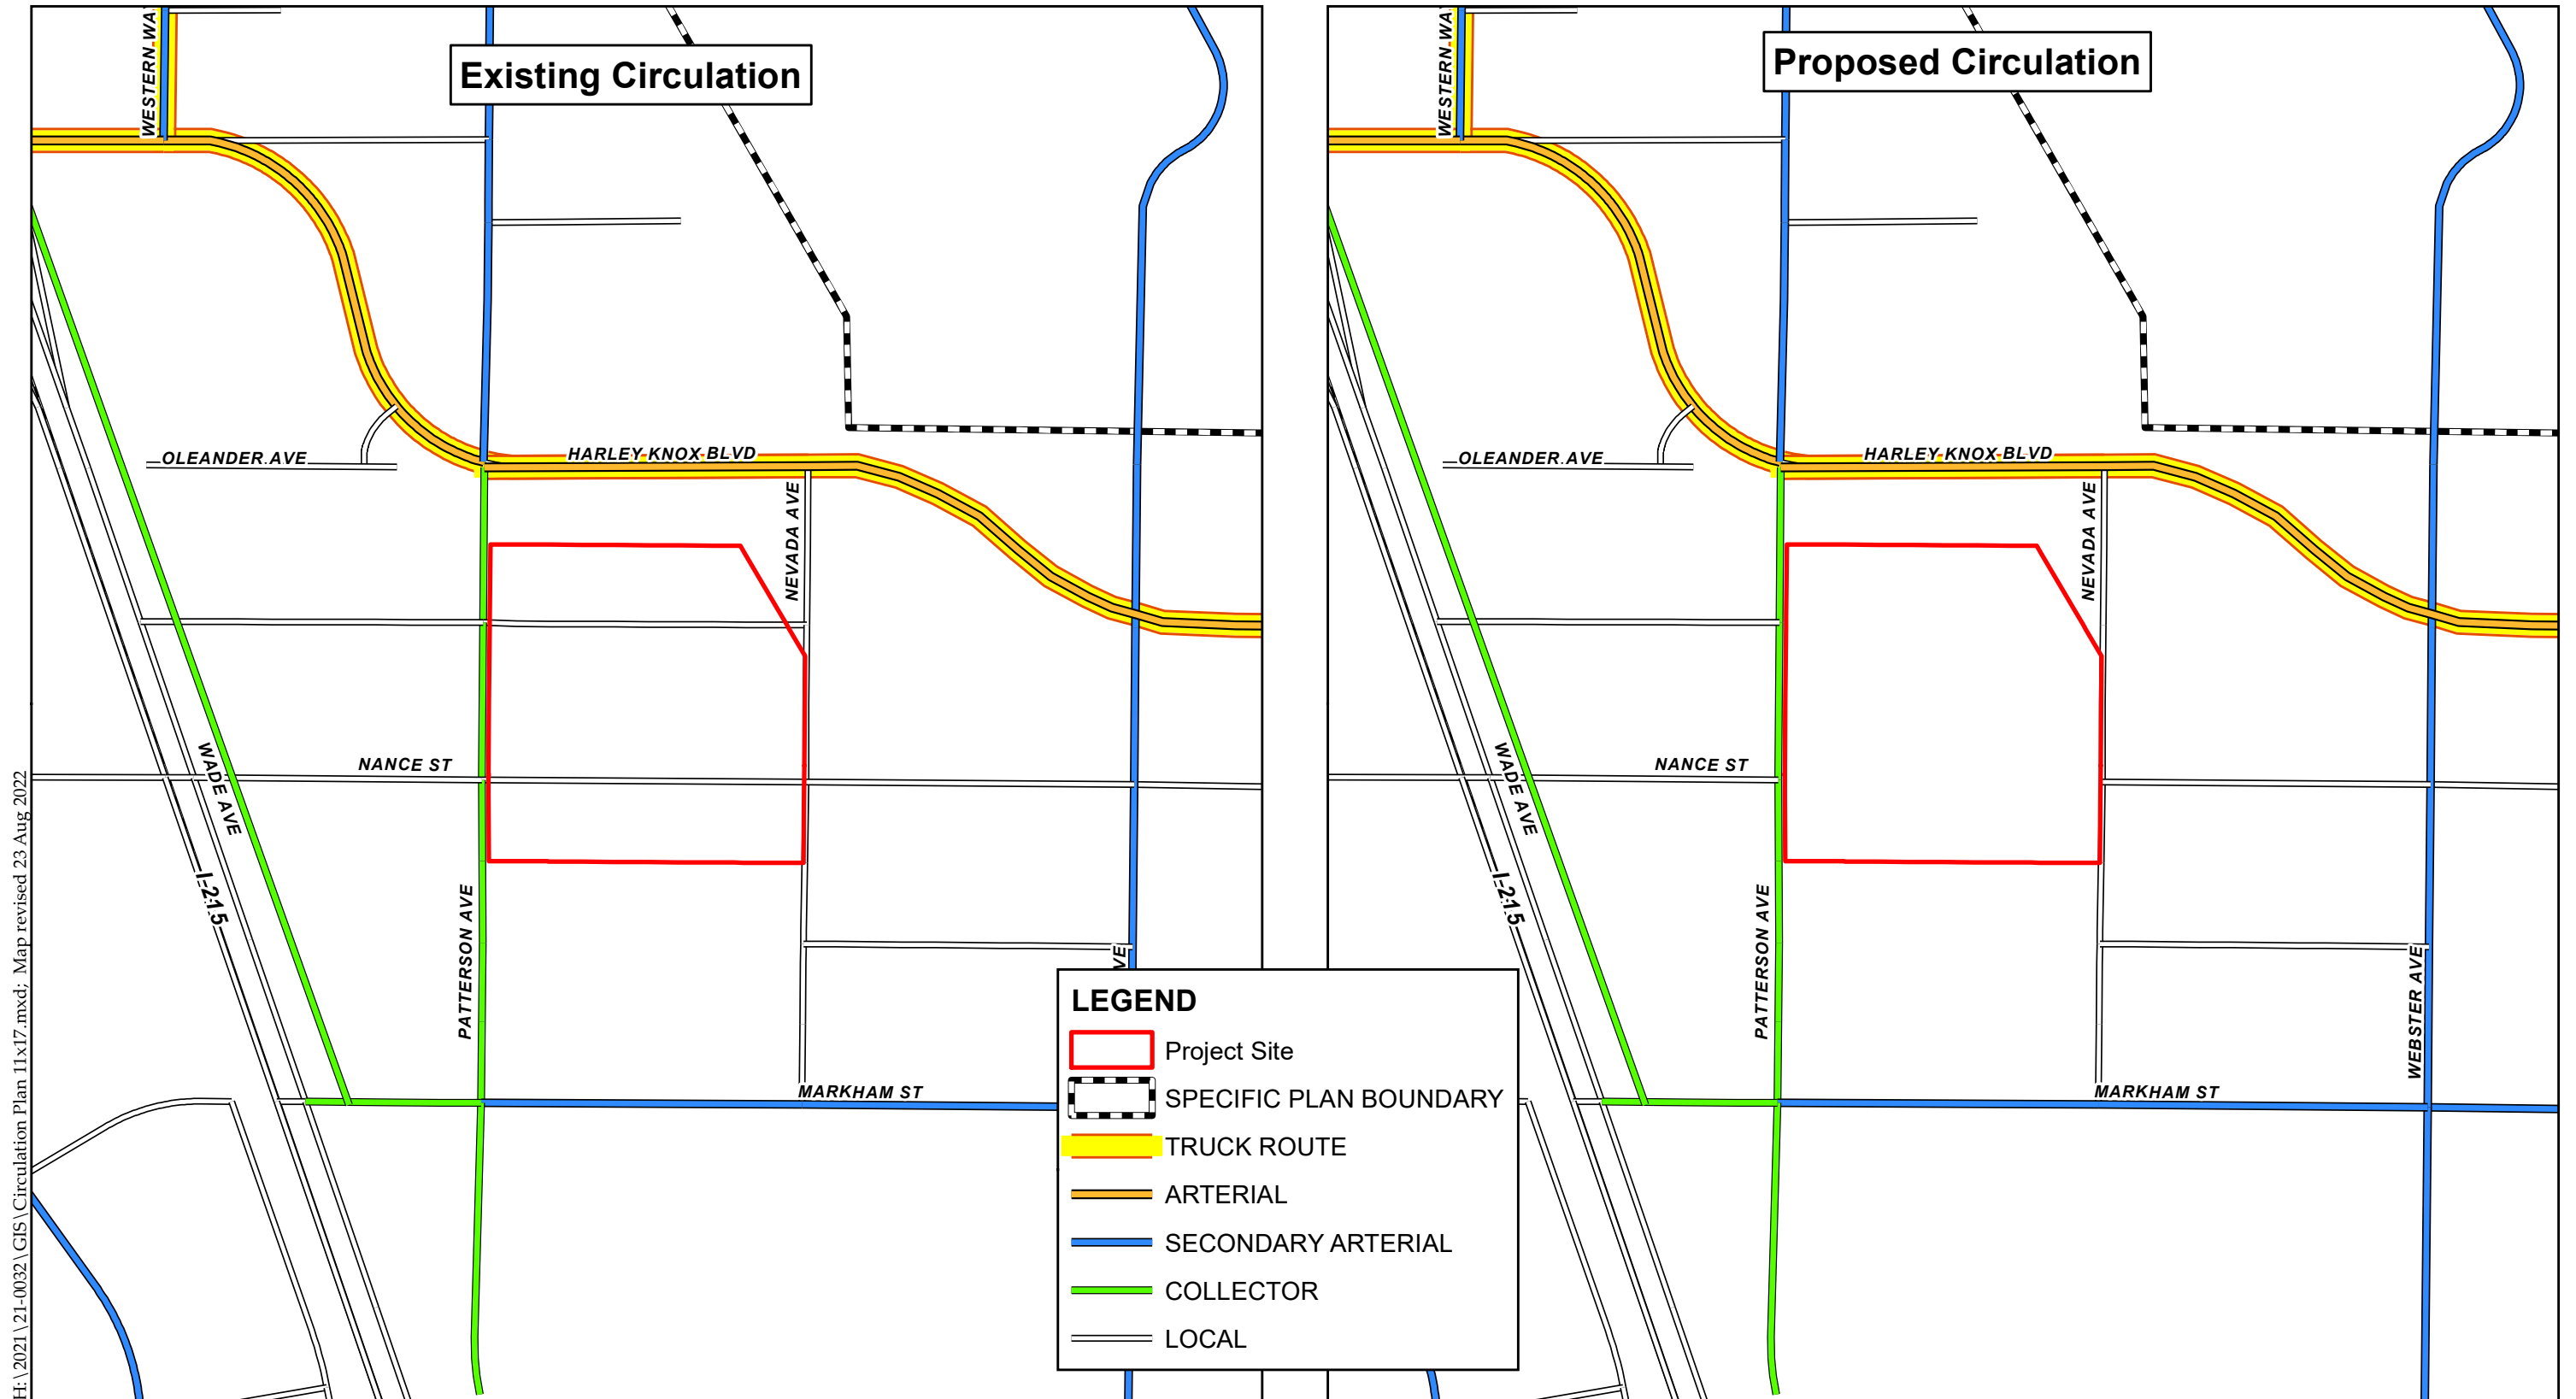 Existing Circulation
WESTERN WA
OLEANDER AVE
HARLEY KNOX BLVD
NEVADA AVE
WADE AVE
NANCE ST
I-215
PATTERSON AVE
VE
MARKHAM ST
Proposed Circulation
WESTERN WA
OLEANDER AVE
HARLEY KNOX BLVD
NEVADA AVE
WADE AVE
NANCE ST
I-215
PATTERSON AVE
WEBSTER AVE
MARKHAM ST
LEGEND
Project Site
SPECIFIC PLAN BOUNDARY
TRUCK ROUTE
ARTERIAL
SECONDARY ARTERIAL
COLLECTOR
LOCAL
H:\2021\21-0032\GIS\Circulation Plan 11x17.mxd; Map revised 23 Aug 2022